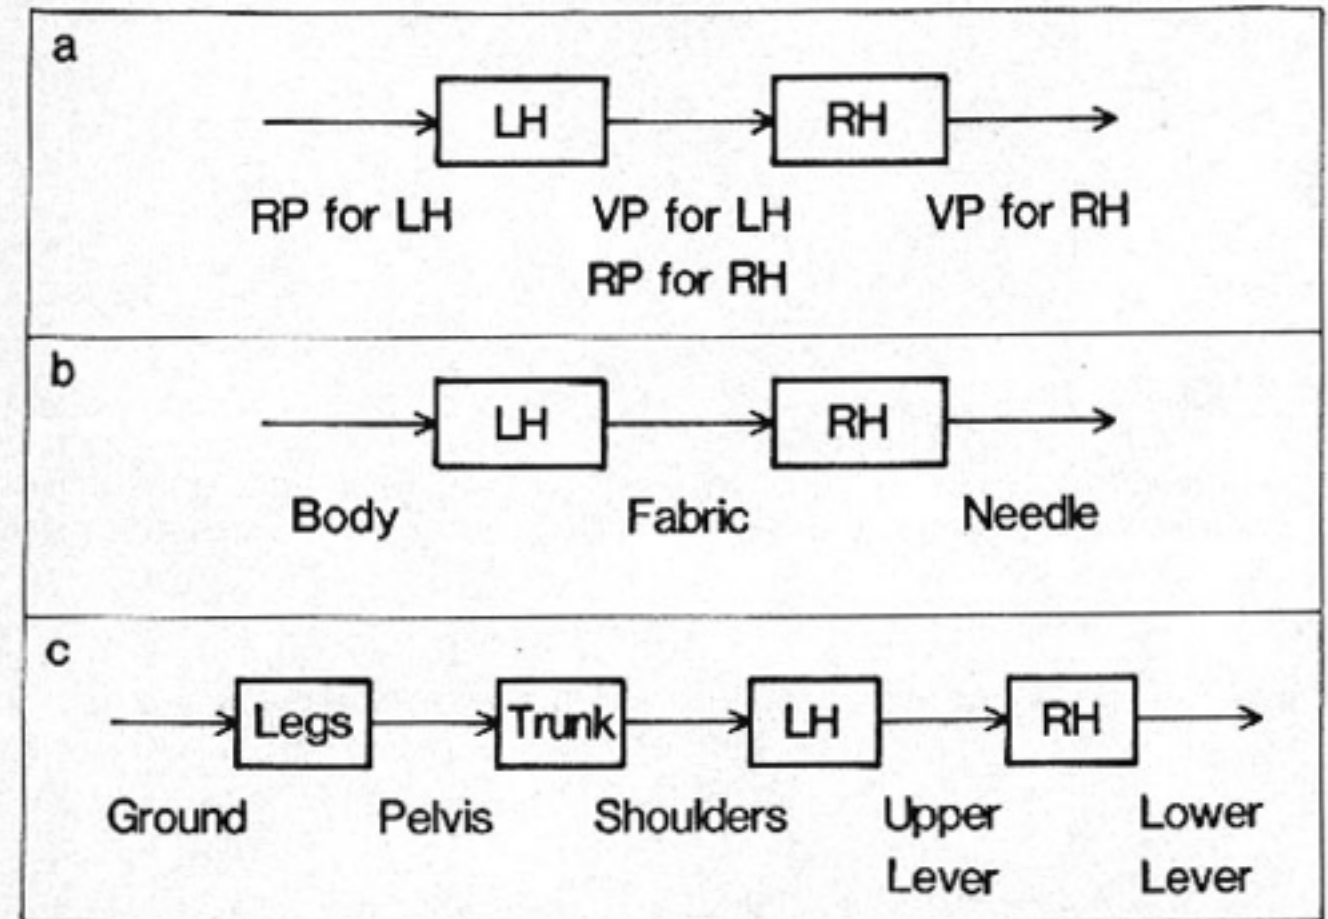 a
LH RH
RP for LH VP for LH VP for RH
RP for RH
b
LH RH
Body Fabric Needle
c
Legs Trunk LH RH
Ground Pelvis Shoulders Upper Lower
Lever Lever